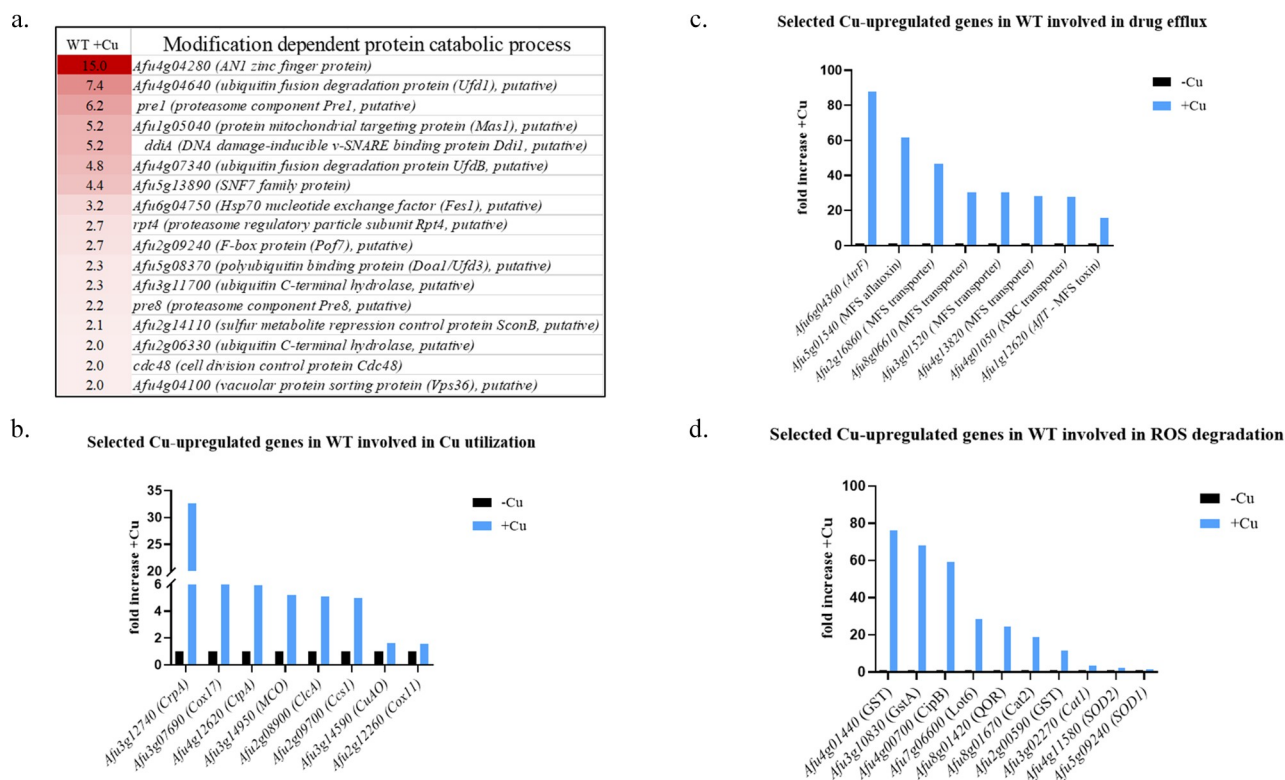 a.
WT +Cu Modification dependent protein catabolic process
15.0 Afu4g04280 (AN1 zinc finger protein)
7.4 Afu4g04640 (ubiquitin fusion degradation protein (Ufd1), putative)
6.2 pre1 (proteasome component Pre1, putative)
5.2 Afu1g05040 (protein mitochondrial targeting protein (Mas1), putative)
5.2 ddiA (DNA damage-inducible v-SNARE binding protein Ddi1, putative)
4.8 Afu4g07340 (ubiquitin fusion degradation protein UfdB, putative)
4.4 Afu5g13890 (SNF7 family protein)
3.2 Afu6g04750 (Hsp70 nucleotide exchange factor (Fes1), putative)
2.7 rpt4 (proteasome regulatory particle subunit Rpt4, putative)
2.7 Afu2g09240 (F-box protein (Pof7), putative)
2.3 Afu5g08370 (polyubiquitin binding protein (Doa1/Ufd3), putative)
2.3 Afu3g11700 (ubiquitin C-terminal hydrolase, putative)
2.2 pre8 (proteasome component Pre8, putative)
2.1 Afu2g14110 (sulfur metabolite repression control protein SconB, putative)
2.0 Afu2g06330 (ubiquitin C-terminal hydrolase, putative)
2.0 cdc48 (cell division control protein Cdc48)
2.0 Afu4g04100 (vacuolar protein sorting protein (Vps36), putative)
b.
Selected Cu-upregulated genes in WT involved in Cu utilization
fold increase +Cu
35
30
25
20
6
4
2
0
-Cu
+Cu
Afu3g12740 (CrpA)
Afu3g07690 (Cox17)
Afu4g12620 (CtpA)
Afu3g14950 (MCO)
Afu2g08900 (ClcA)
Afu2g09700 (Ccs1)
Afu3g14590 (CuAO)
Afu2g12260 (Cox11)
c.
Selected Cu-upregulated genes in WT involved in drug efflux
fold increase +Cu
100
80
60
40
20
0
-Cu
+Cu
Afu6g04360 (AtrF)
Afu5g01540 (MFS aflatoxin)
Afu2g16860 (MFS transporter)
Afu8g06610 (MFS transporter)
Afu3g01520 (MFS transporter)
Afu4g13820 (MFS transporter)
Afu4g01050 (ABC transporter)
Afu1g12620 (AflT - MFS toxin)
d.
Selected Cu-upregulated genes in WT involved in ROS degradation
fold increase +Cu
100
80
60
40
20
0
-Cu
+Cu
Afu4g01440 (GST)
Afu3g10830 (GstA)
Afu4g00700 (CipB)
Afu7g06600 (Lot6)
Afu8g01420 (QOR)
Afu8g01670 (Cat2)
Afu2g00590 (GST)
Afu3g02270 (Cat1)
Afu4g11580 (SOD2)
Afu5g09240 (SOD1)